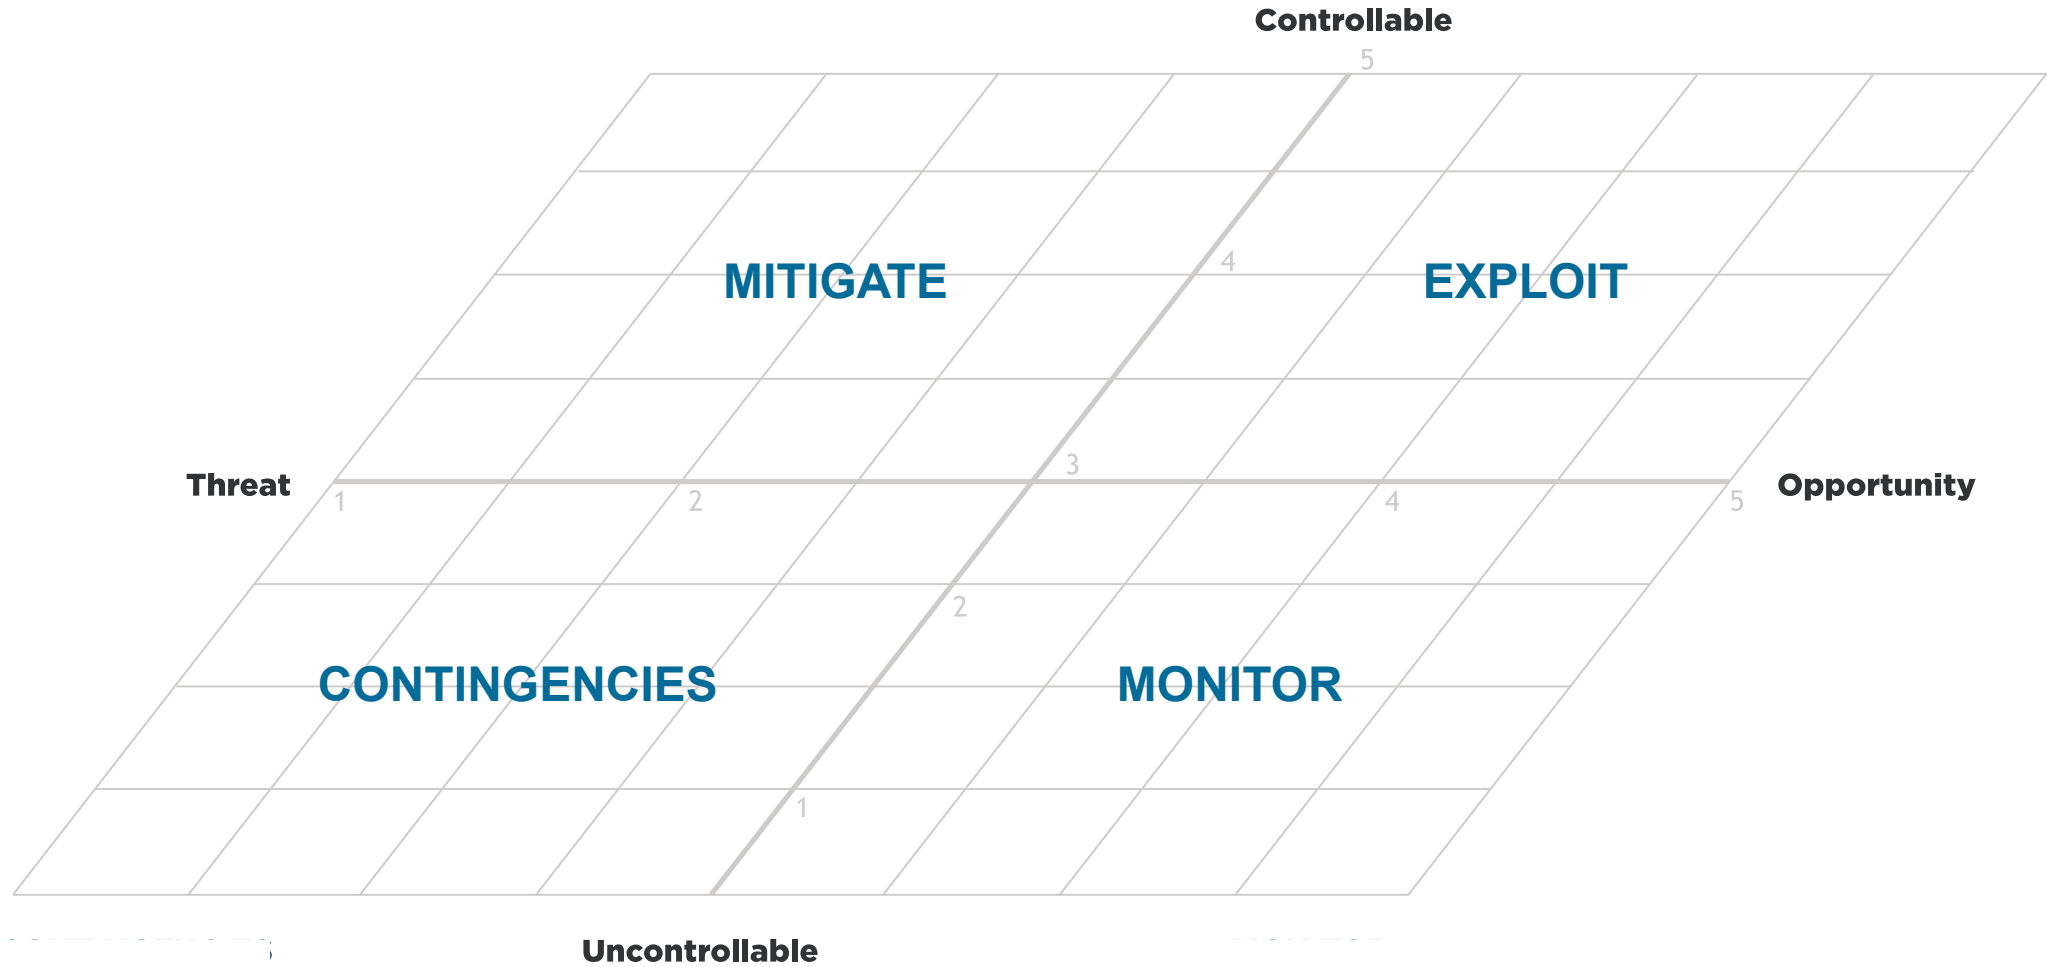 Controllable
5
4
MITIGATE
EXPLOIT
3
Threat
Opportunity
1
2
4
5
2
CONTINGENCIES
MONITOR
1
Uncontrollable